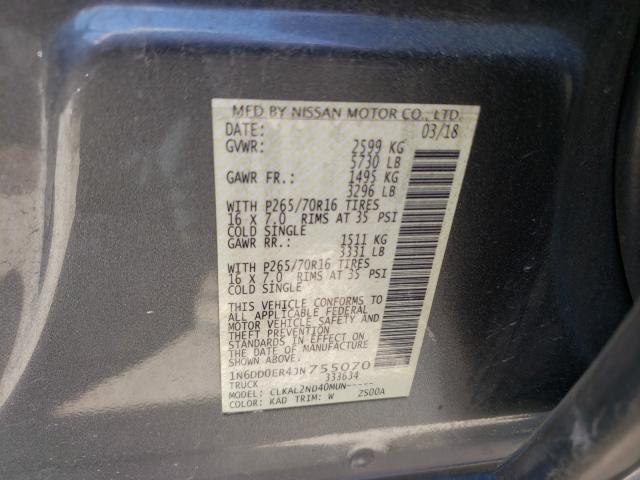 MFD BY NISSAN MOTOR CO., LTD.
DATE: 03/18
GVWR: 2599 KG
5730 LB
GAWR FR.: 1495 KG
3296 LB
WITH P265/70R16 TIRES
16 X 7.0 RIMS AT 35 PSI
COLD SINGLE
GAWR RR.: 1511 KG
3331 LB
WITH P265/70R16 TIRES
16 X 7.0 RIMS AT 35 PSI
COLD SINGLE
THIS VEHICLE CONFORMS TO
ALL APPLICABLE FEDERAL
MOTOR VEHICLE SAFETY AND
THEFT PREVENTION
STANDARDS IN EFFECT ON
THE DATE OF MANUFACTURE
SHOWN ABOVE.
1N6DD0ER4JN755070
TRUCK 333634
MODEL: CLKAL2ND40MUN-----
COLOR: KAD TRIM: W 2S00A